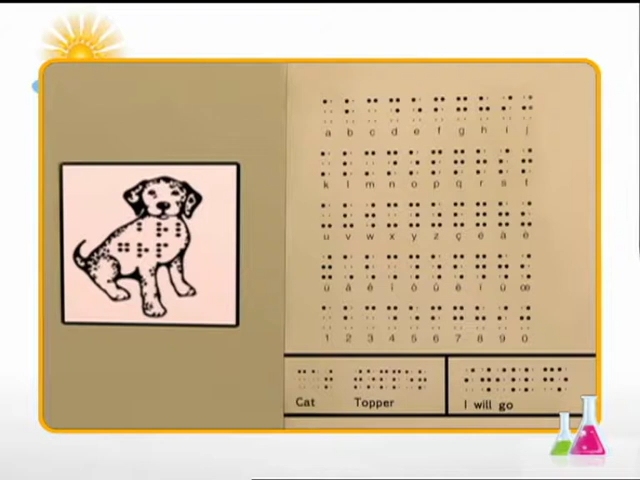 a b c d e f g h i j
k l m n o p q r s t
u v w x y z ç é à è
1 2 3 4 5 6 7 8 9 0
Cat Topper
I will go